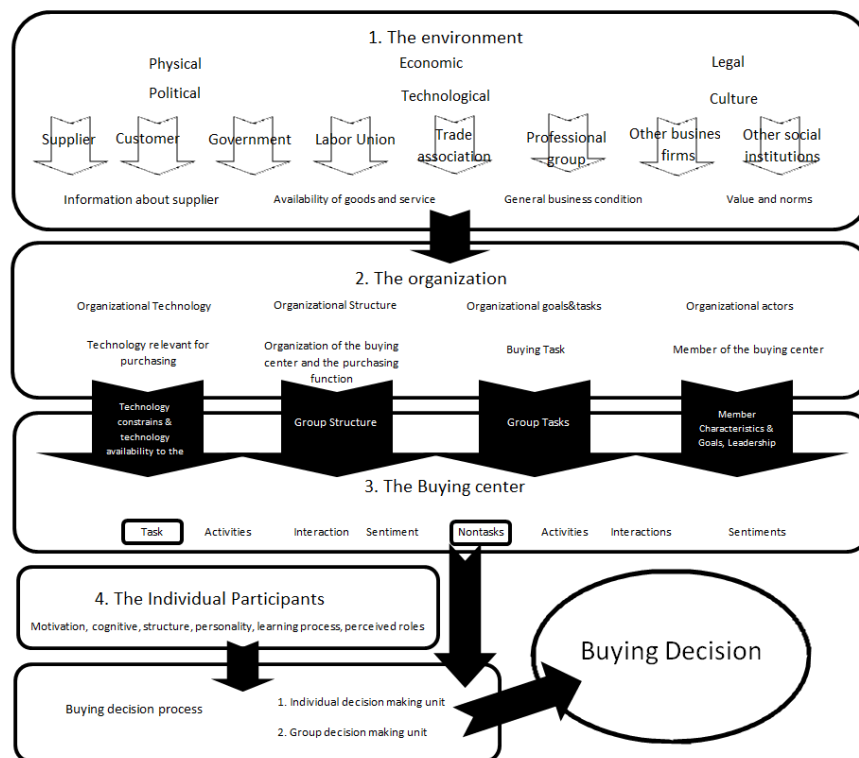 1. The environment
Physical
Economic
Legal
Political
Technological
Culture
Supplier
Customer
Government
Labor Union
Trade
association
Professional
group
Other busines
firms
Other social
institutions
Information about supplier
Availability of goods and service
General business condition
Value and norms
2. The organization
Organizational Technology
Organizational Structure
Organizational goals&tasks
Organizational actors
Technology relevant for
purchasing
Organization of the buying
center and the purchasing
function
Buying Task
Member of the buying center
Technology
constrains &
technology
availability to the
Group Structure
Group Tasks
Member
Characteristics &
Goals, Leadership
3. The Buying center
Task
Activities
Interaction
Sentiment
Nontasks
Activities
Interactions
Sentiments
4. The Individual Participants
Motivation, cognitive, structure, personality, learning process, perceived roles
Buying decision process
1. Individual decision making unit
2. Group decision making unit
Buying Decision